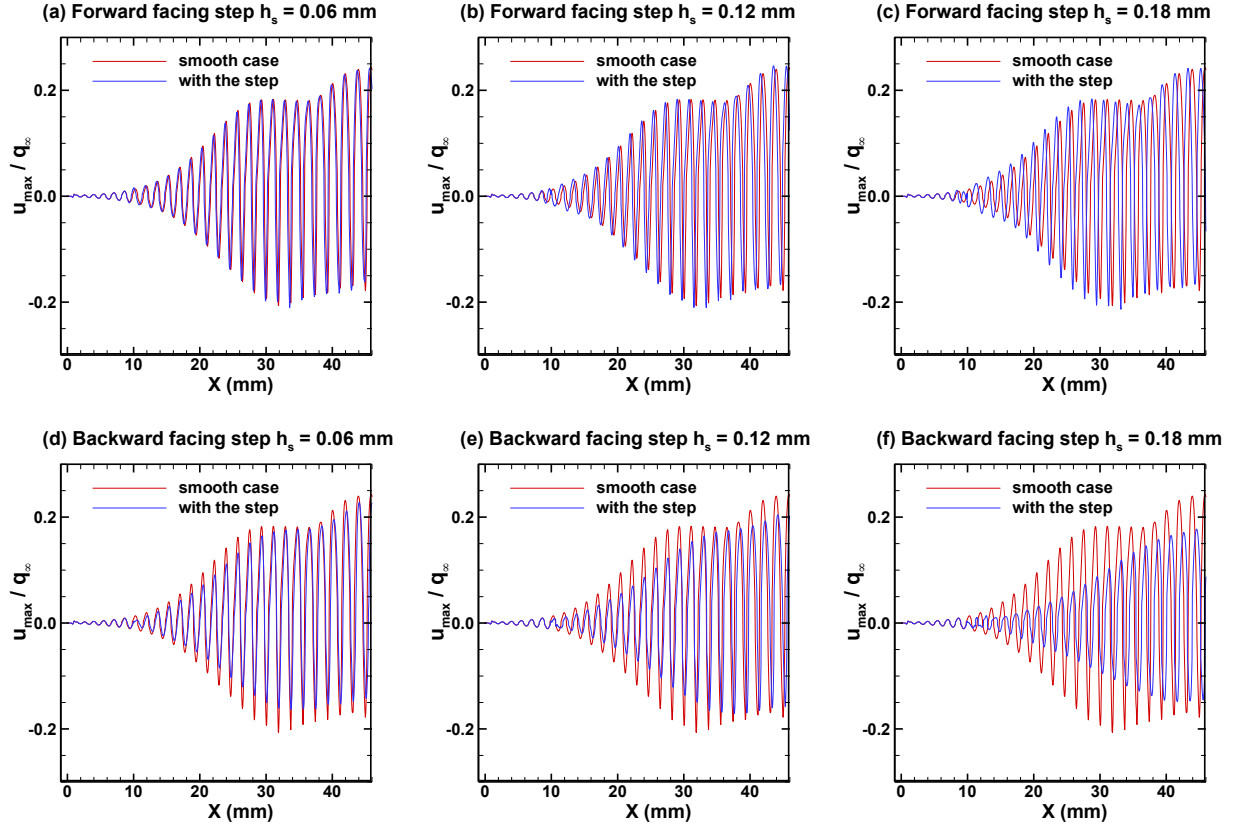 (a) Forward facing step hₛ = 0.06 mm
smooth case
with the step
0.2
0.0
-0.2
u_max / q_∞
0 10 20 30 40
X (mm)
(b) Forward facing step hₛ = 0.12 mm
smooth case
with the step
0.2
0.0
-0.2
u_max / q_∞
0 10 20 30 40
X (mm)
(c) Forward facing step hₛ = 0.18 mm
smooth case
with the step
0.2
0.0
-0.2
u_max / q_∞
0 10 20 30 40
X (mm)
(d) Backward facing step hₛ = 0.06 mm
smooth case
with the step
0.2
0.0
-0.2
u_max / q_∞
0 10 20 30 40
X (mm)
(e) Backward facing step hₛ = 0.12 mm
smooth case
with the step
0.2
0.0
-0.2
u_max / q_∞
0 10 20 30 40
X (mm)
(f) Backward facing step hₛ = 0.18 mm
smooth case
with the step
0.2
0.0
-0.2
u_max / q_∞
0 10 20 30 40
X (mm)